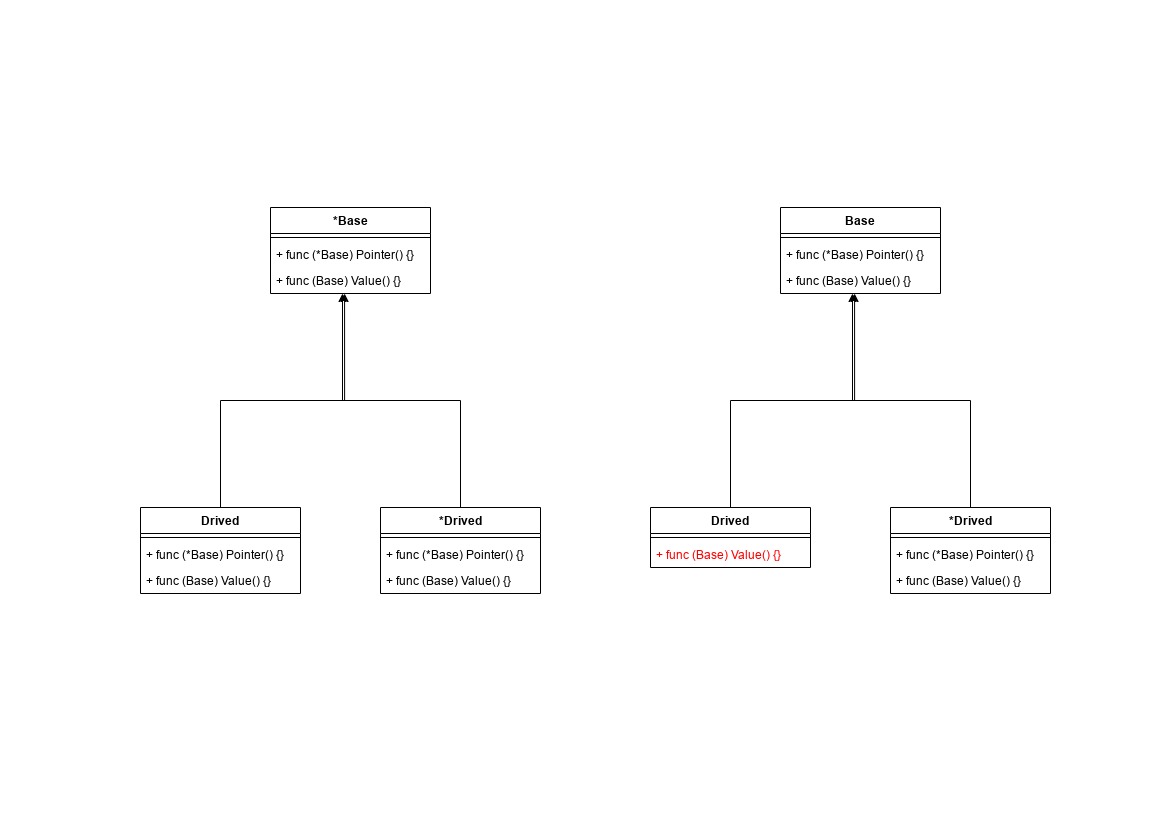 *Base
+ func (*Base) Pointer() {}
+ func (Base) Value() {}
Base
+ func (*Base) Pointer() {}
+ func (Base) Value() {}
Drived
+ func (*Base) Pointer() {}
+ func (Base) Value() {}
*Drived
+ func (*Base) Pointer() {}
+ func (Base) Value() {}
Drived
+ func (Base) Value() {}
*Drived
+ func (*Base) Pointer() {}
+ func (Base) Value() {}